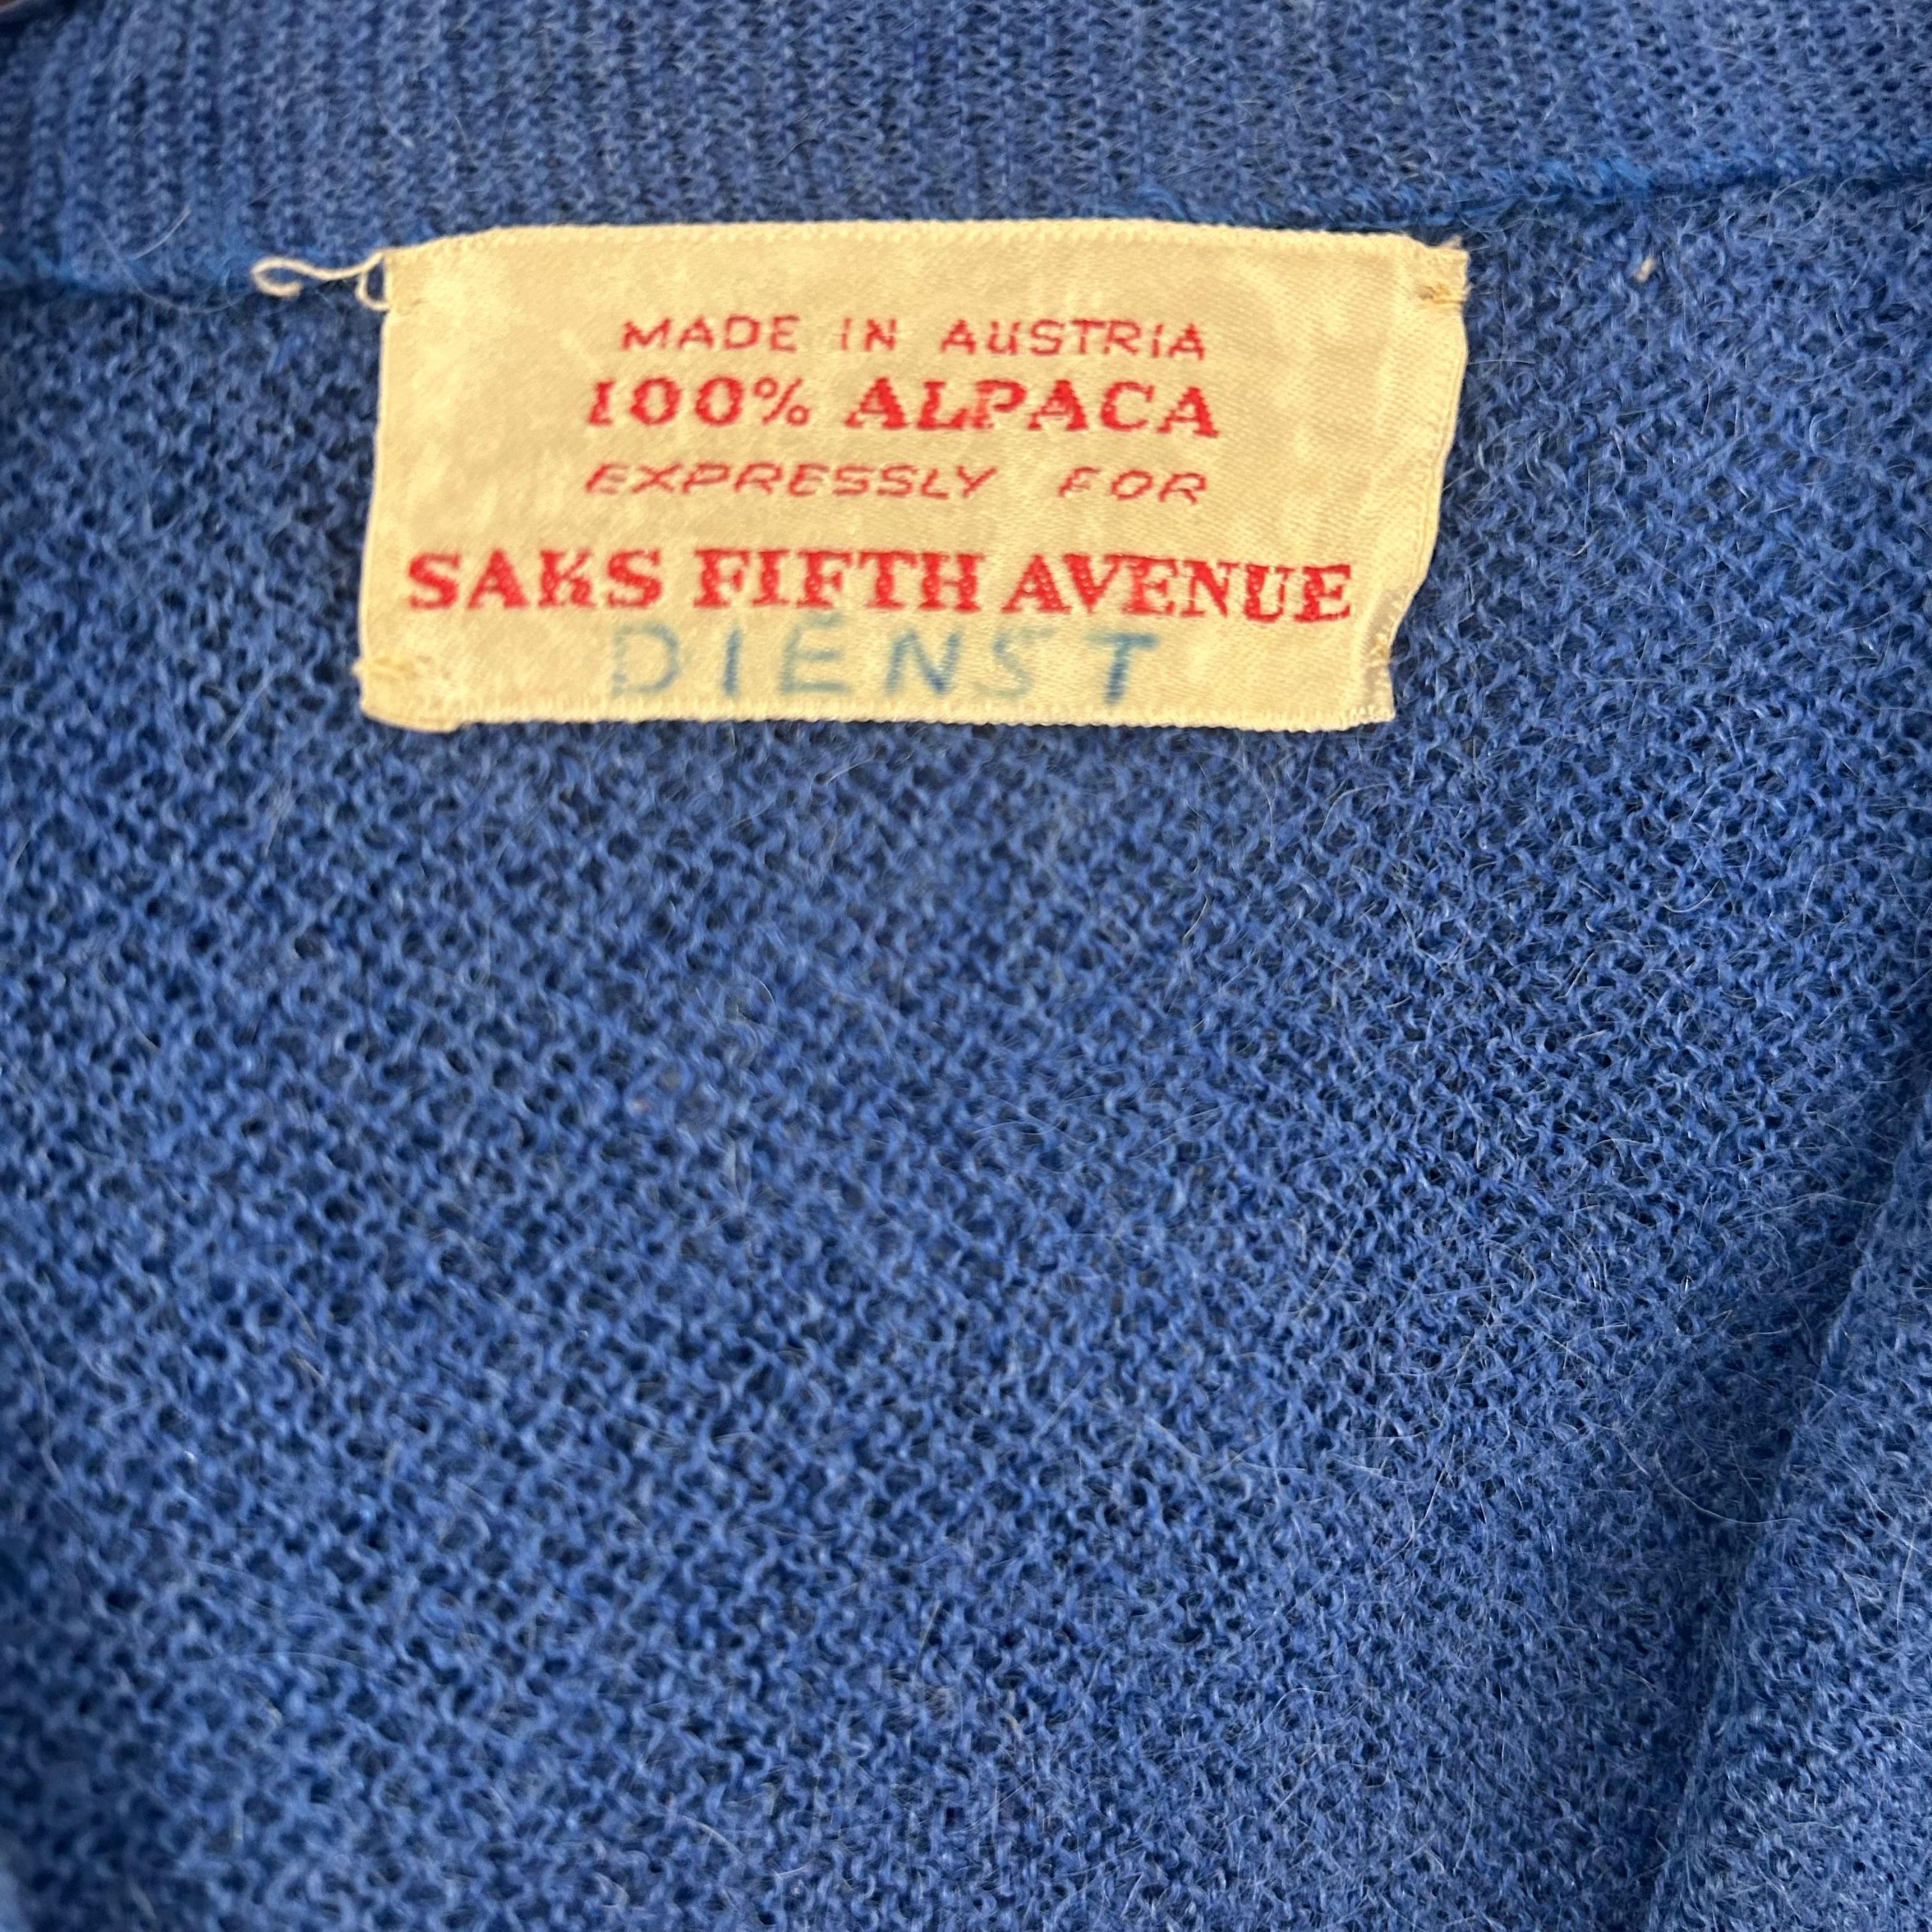 MADE IN AUSTRIA
100% ALPACA
EXPRESSLY FOR
SAKS FIFTH AVENUE
DIENST